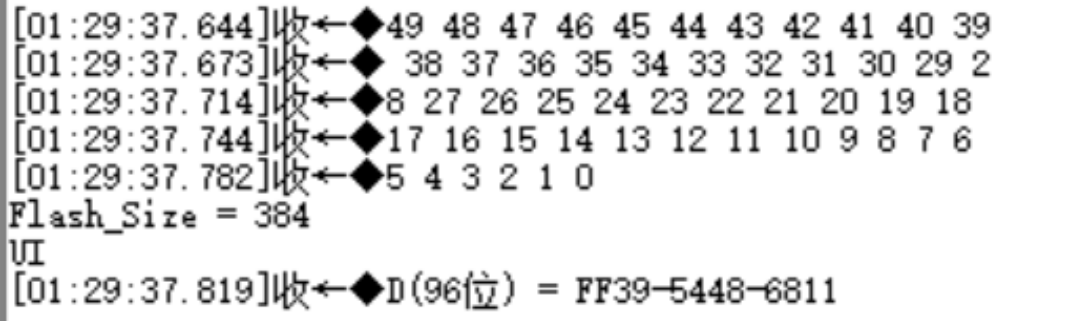 [01:29:37.644]收←◆49 48 47 46 45 44 43 42 41 40 39
[01:29:37.673]收←◆ 38 37 36 35 34 33 32 31 30 29 2
[01:29:37.714]收←◆8 27 26 25 24 23 22 21 20 19 18
[01:29:37.744]收←◆17 16 15 14 13 12 11 10 9 8 7 6
[01:29:37.782]收←◆5 4 3 2 1 0
Flash_Size = 384
UI
[01:29:37.819]收←◆D(96位) = FF39-5448-6811